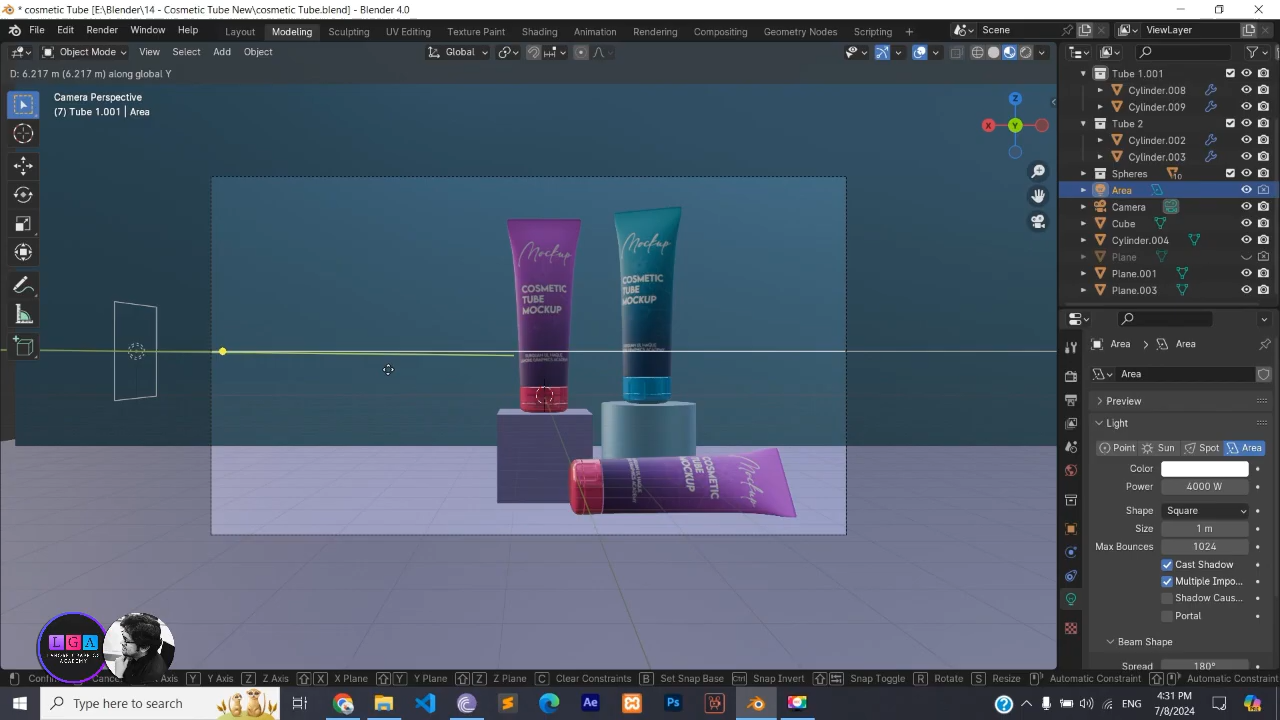 * cosmetic Tube [E:\Blender\14 - Cosmetic Tube New\cosmetic Tube.blend] - Blender 4.0
File Edit Render Window Help Layout Modeling Sculpting UV Editing Texture Paint Shading Animation Rendering Compositing Geometry Nodes Scripting Scene ViewLayer
Object Mode View Select Add Object Global
D: 6.217 m (6.217 m) along global Y
Camera Perspective
(7) Tube 1.001 | Area
Z
X
Y
Mockup
COSMETIC
TUBE
MOCKUP
Mockup
COSMETIC
TUBE
MOCKUP
COSMETIC
TUBE
MOCKUP
Tube 1.001
Cylinder.008
Cylinder.009
Tube 2
Cylinder.002
Cylinder.003
Spheres 10
Area
Camera
Cube
Cylinder.004
Plane
Plane.001
Plane.003
Area Area
Area
Preview
Light
Point Sun Spot Area
Color
Power 4000 W
Shape Square
Size 1 m
Max Bounces 1024
Cast Shadow
Multiple Impo...
Shadow Caus...
Portal
Beam Shape
Spread 180°
LGA
Axis Y Y Axis Z Z Axis X X Plane Y Y Plane Z Z Plane C Clear Constraints B Set Snap Base Snap Invert Snap Toggle G Move R Rotate S Resize Automatic Constraint Automatic Constraint
Type here to search
Ae
Ps
4:31 PM
7/8/2024